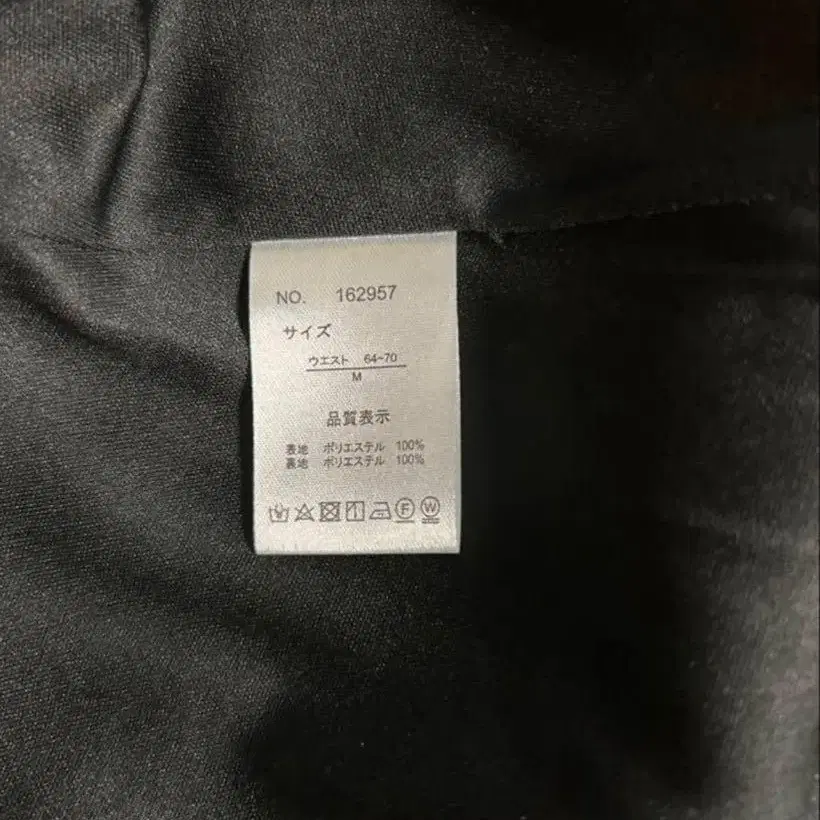 NO. 162957
サイズ
ウエスト 64~70
M
品質表示
表地 ポリエステル 100%
裏地 ポリエステル 100%
F W